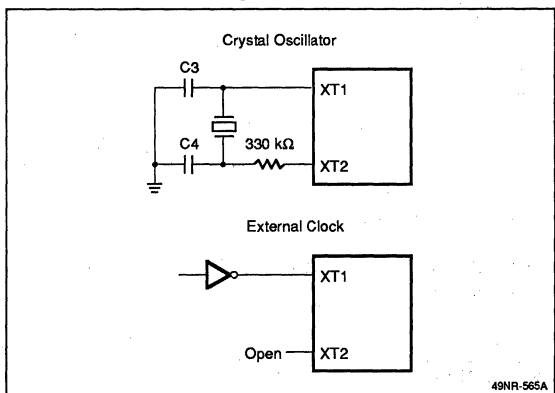 Crystal Oscillator
C3
XT1
C4
330 kΩ
XT2
External Clock
XT1
Open
XT2
49NR-565A